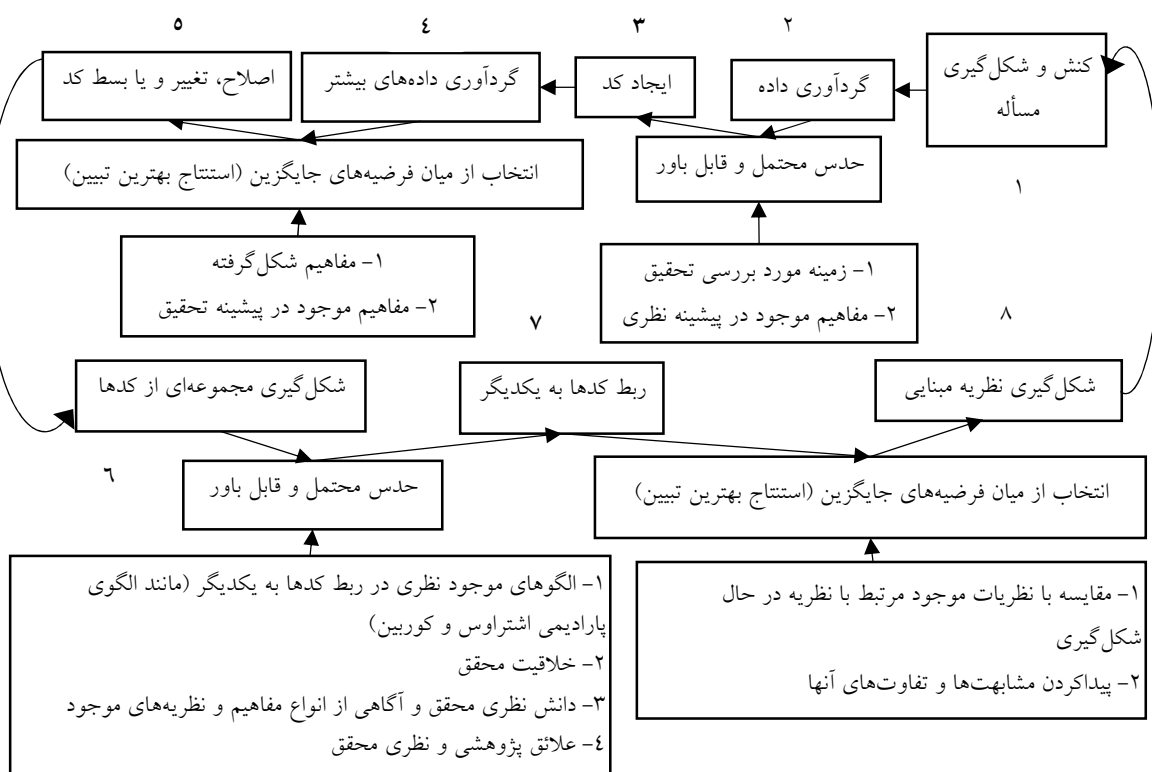 ۲
۳
٤
٥
کنش و شکل‌گیری
مسأله
گردآوری داده
ایجاد کد
گردآوری داده‌های بیشتر
اصلاح، تغییر و یا بسط کد
حدس محتمل و قابل باور
انتخاب از میان فرضیه‌های جایگزین (استنتاج بهترین تبیین)
۱
۱- زمینه مورد بررسی تحقیق
۲- مفاهیم موجود در پیشینه نظری
۱- مفاهیم شکل‌گرفته
۲- مفاهیم موجود در پیشینه تحقیق
۸
۷
شکل‌گیری نظریه مبنایی
ربط کدها به یکدیگر
شکل‌گیری مجموعه‌ای از کدها
٦
انتخاب از میان فرضیه‌های جایگزین (استنتاج بهترین تبیین)
حدس محتمل و قابل باور
۱- مقایسه با نظریات موجود مرتبط با نظریه در حال
شکل‌گیری
۲- پیداکردن مشابهت‌ها و تفاوت‌های آنها
۱- الگوهای موجود نظری در ربط کدها به یکدیگر (مانند الگوی
پارادیمی اشتراوس و کوربین)
۲- خلاقیت محقق
۳- دانش نظری محقق و آگاهی از انواع مفاهیم و نظریه‌های موجود
٤- علائق پژوهشی و نظری محقق